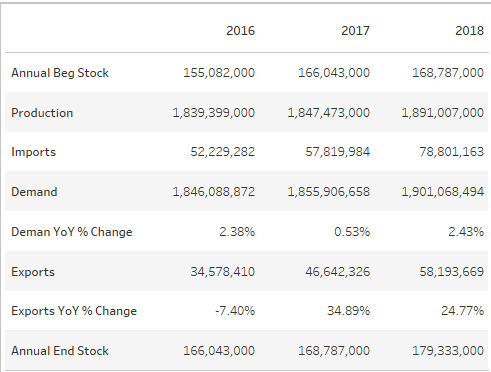 2016 2017 2018
Annual Beg Stock 155,082,000 166,043,000 168,787,000
Production 1,839,399,000 1,847,473,000 1,891,007,000
Imports 52,229,282 57,819,984 78,801,163
Demand 1,846,088,872 1,855,906,658 1,901,068,494
Deman YoY % Change 2.38% 0.53% 2.43%
Exports 34,578,410 46,642,326 58,193,669
Exports YoY % Change -7.40% 34.89% 24.77%
Annual End Stock 166,043,000 168,787,000 179,333,000